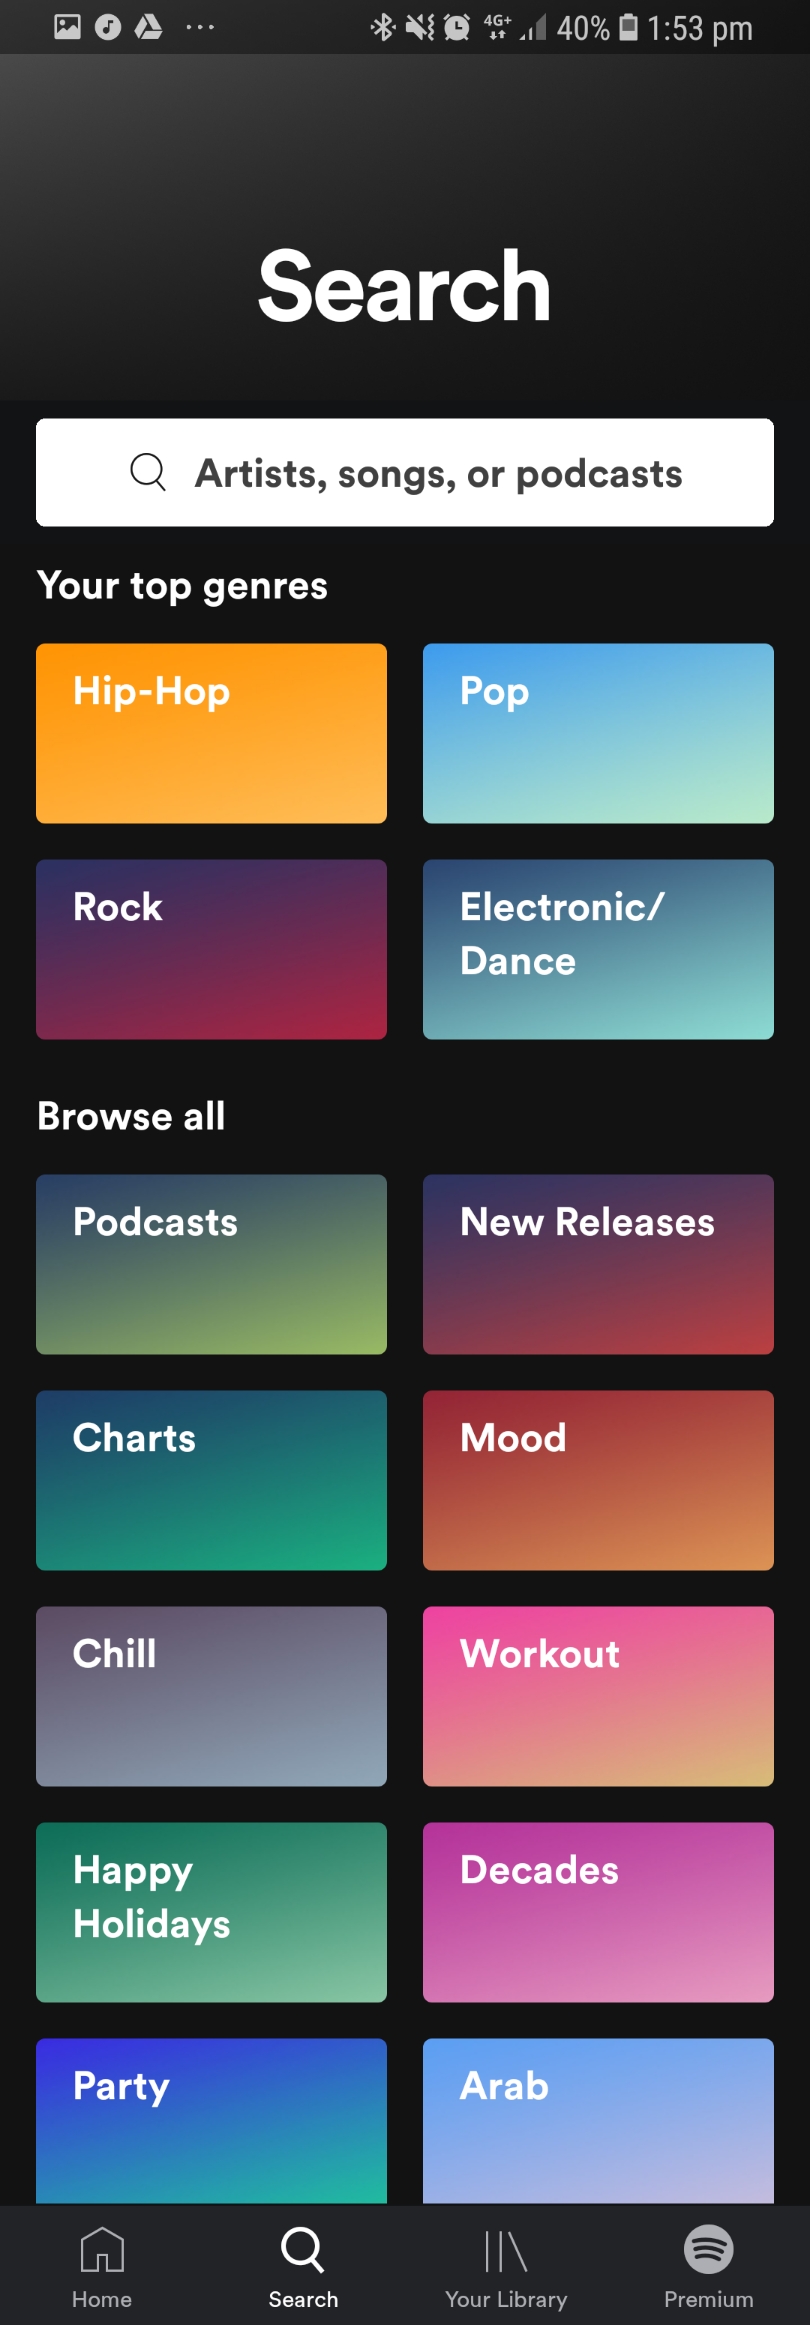 4G+ 40% 1:53 pm
Search
Artists, songs, or podcasts
Your top genres
Hip-Hop
Pop
Rock
Electronic/
Dance
Browse all
Podcasts
New Releases
Charts
Mood
Chill
Workout
Happy
Holidays
Decades
Party
Arab
Home
Search
Your Library
Premium